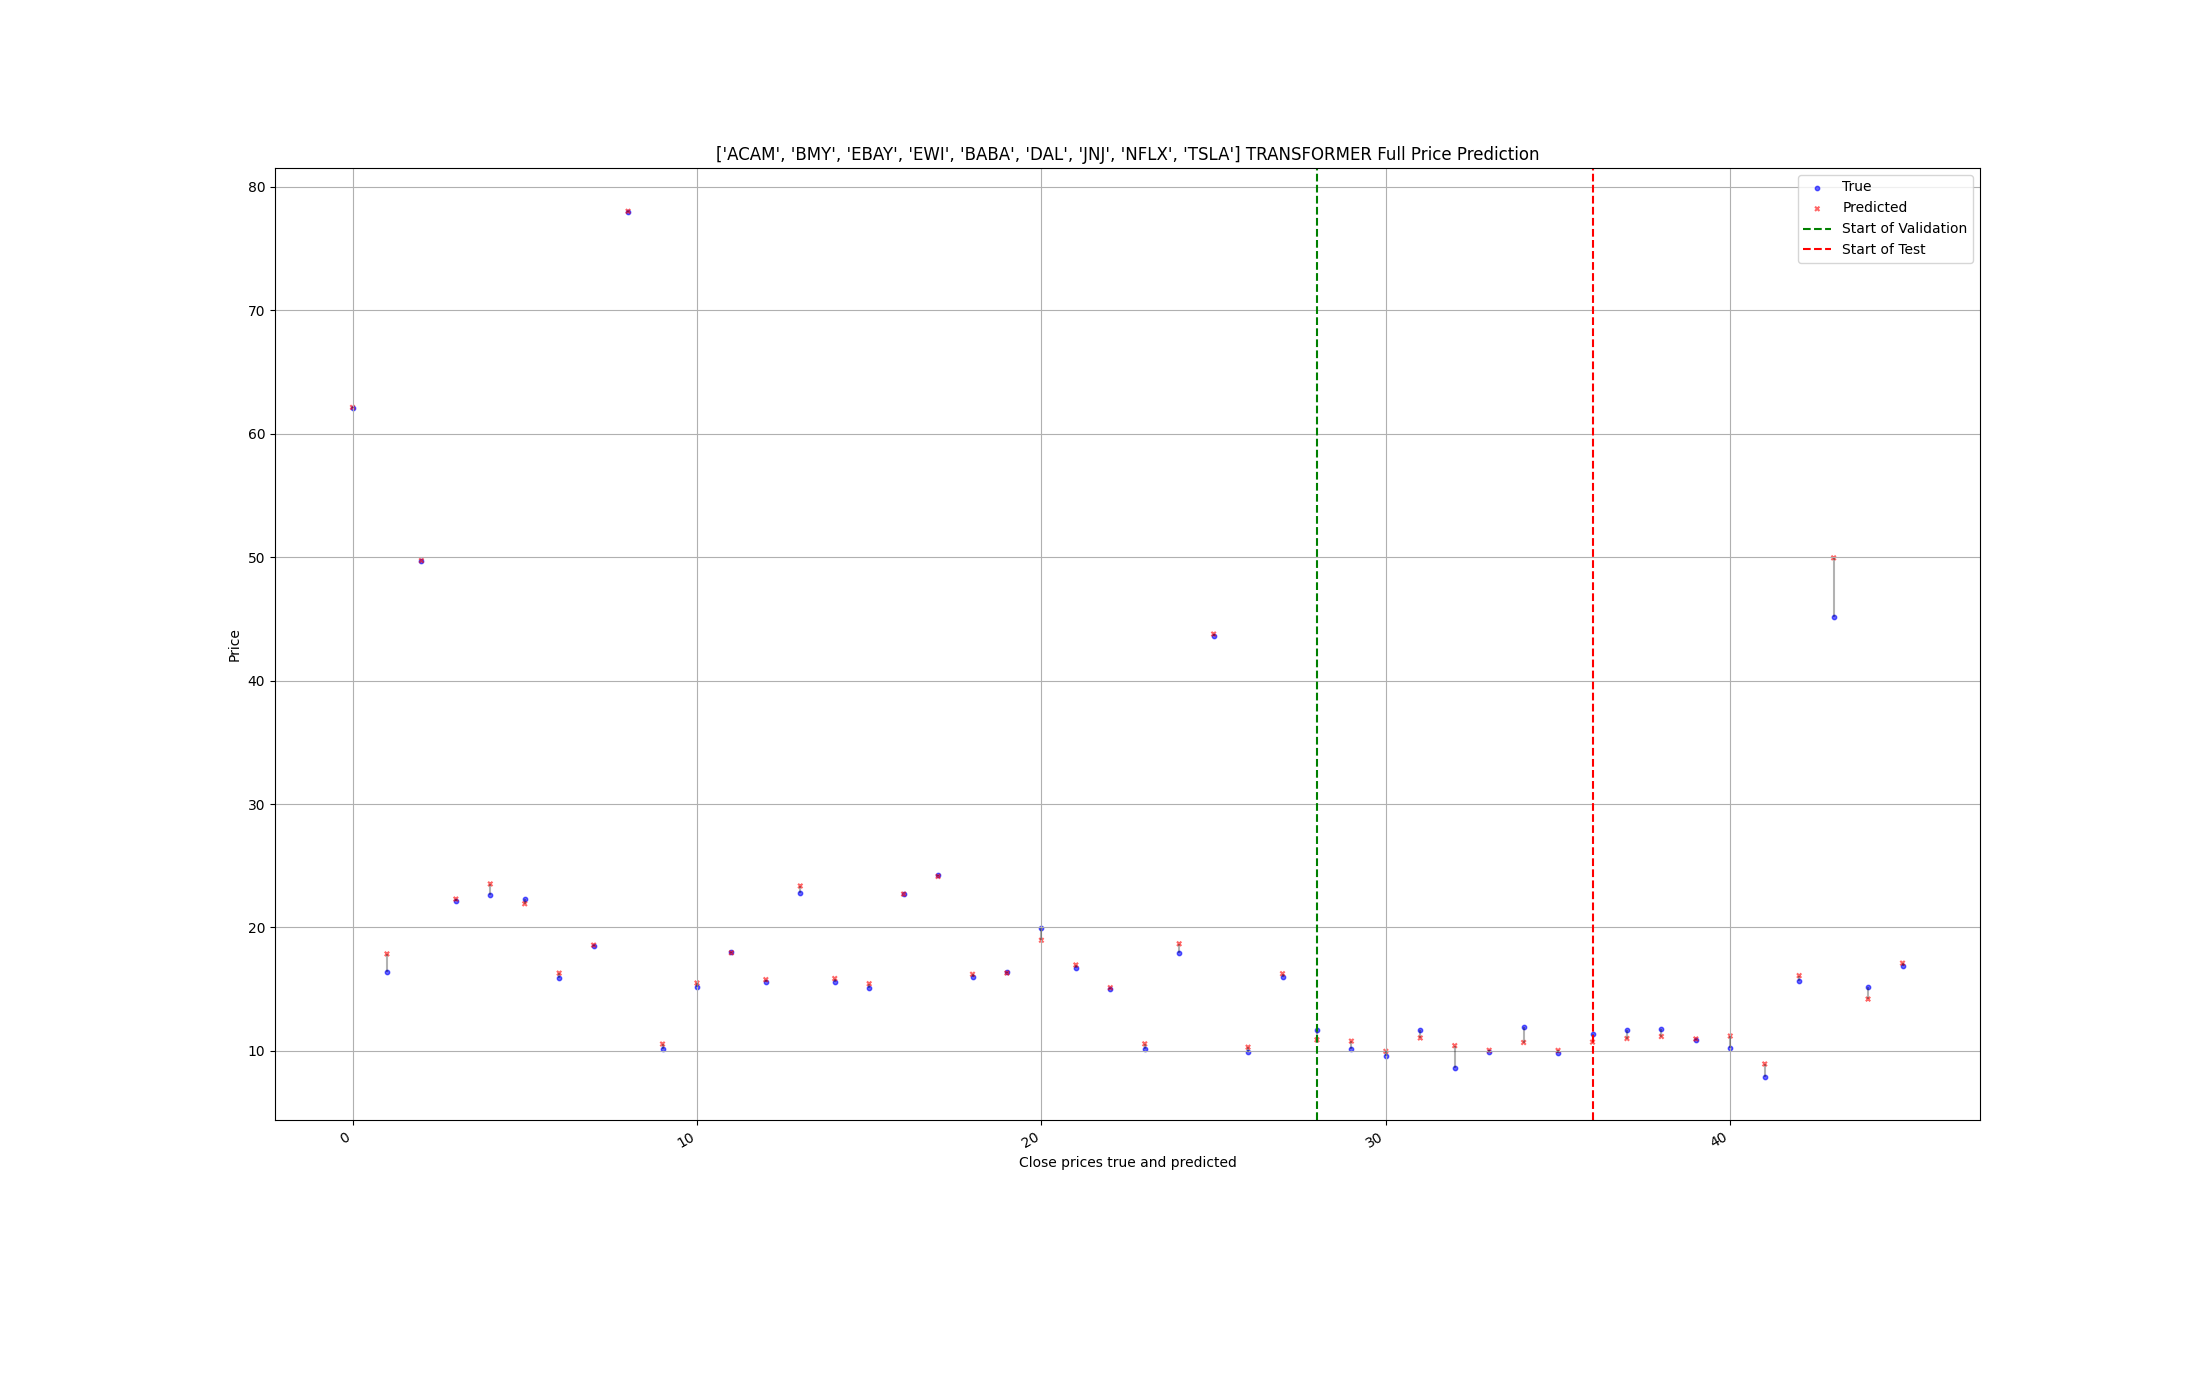 ['ACAM', 'BMY', 'EBAY', 'EWI', 'BABA', 'DAL', 'JNJ', 'NFLX', 'TSLA'] TRANSFORMER Full Price Prediction
True
Predicted
Start of Validation
Start of Test
Price
80
70
60
50
40
30
20
10
0
10
20
30
40
Close prices true and predicted